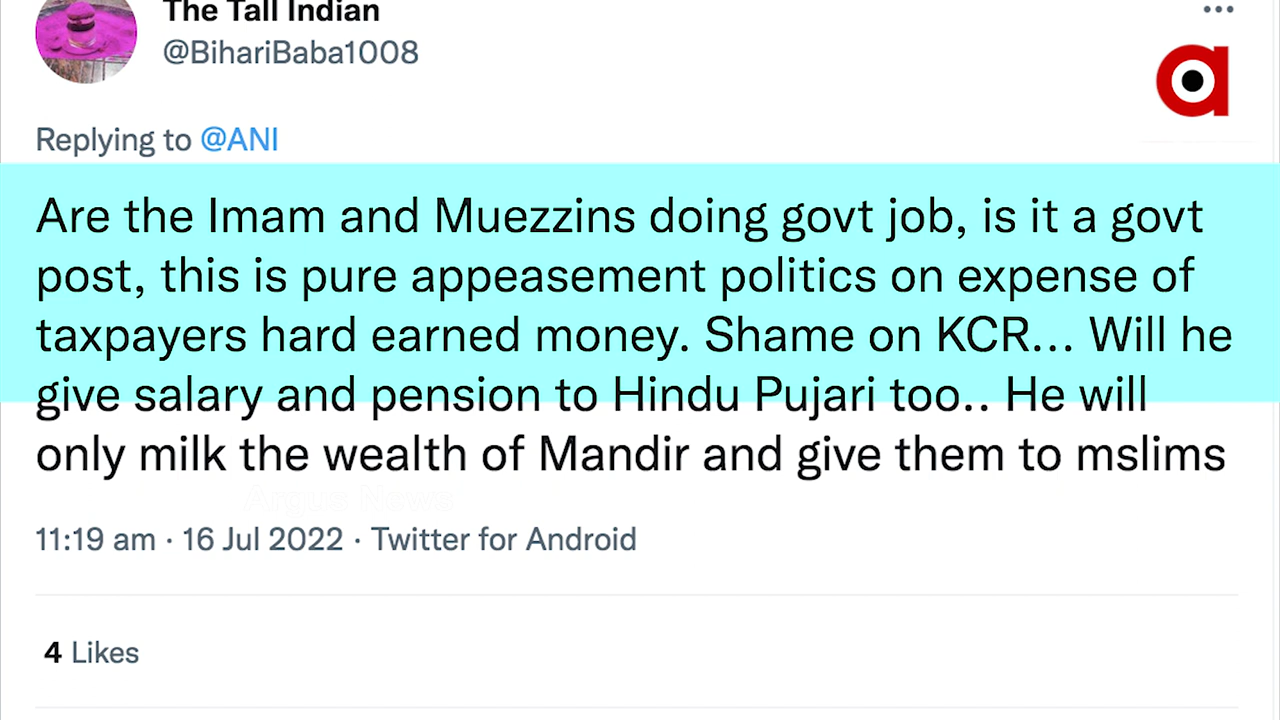 The Tall Indian
@BihariBaba1008
Replying to @ANI
Are the Imam and Muezzins doing govt job, is it a govt
post, this is pure appeasement politics on expense of
taxpayers hard earned money. Shame on KCR... Will he
give salary and pension to Hindu Pujari too.. He will
only milk the wealth of Mandir and give them to mslims
Argus News
11:19 am · 16 Jul 2022 · Twitter for Android
4 Likes